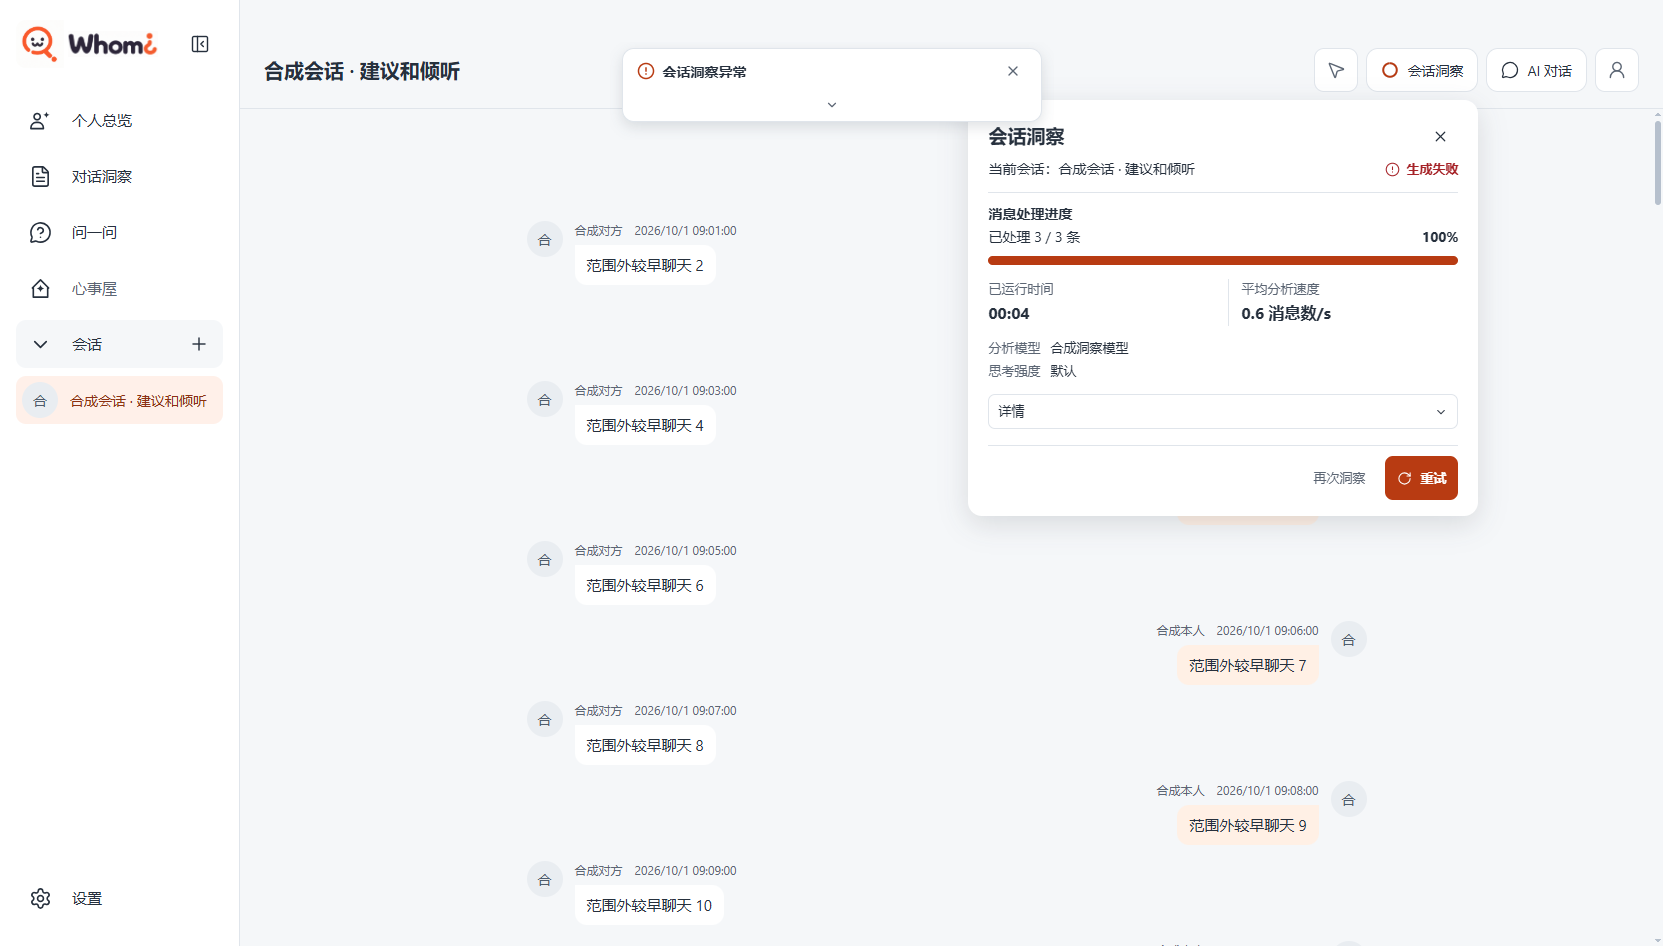 Whomi
个人总览
对话洞察
问一问
心事屋
会话
合
合成会话 · 建议和倾听
设置
合成会话 · 建议和倾听
会话洞察异常
会话洞察
AI 对话
会话洞察
当前会话：合成会话 · 建议和倾听
生成失败
消息处理进度
已处理 3 / 3 条
100%
已运行时间
00:04
平均分析速度
0.6 消息数/s
分析模型 合成洞察模型
思考强度 默认
详情
再次洞察
重试
合
合成对方 2026/10/1 09:01:00
范围外较早聊天 2
合
合成对方 2026/10/1 09:03:00
范围外较早聊天 4
合
合成对方 2026/10/1 09:05:00
范围外较早聊天 6
合成本人 2026/10/1 09:06:00
合
范围外较早聊天 7
合
合成对方 2026/10/1 09:07:00
范围外较早聊天 8
合成本人 2026/10/1 09:08:00
合
范围外较早聊天 9
合
合成对方 2026/10/1 09:09:00
范围外较早聊天 10